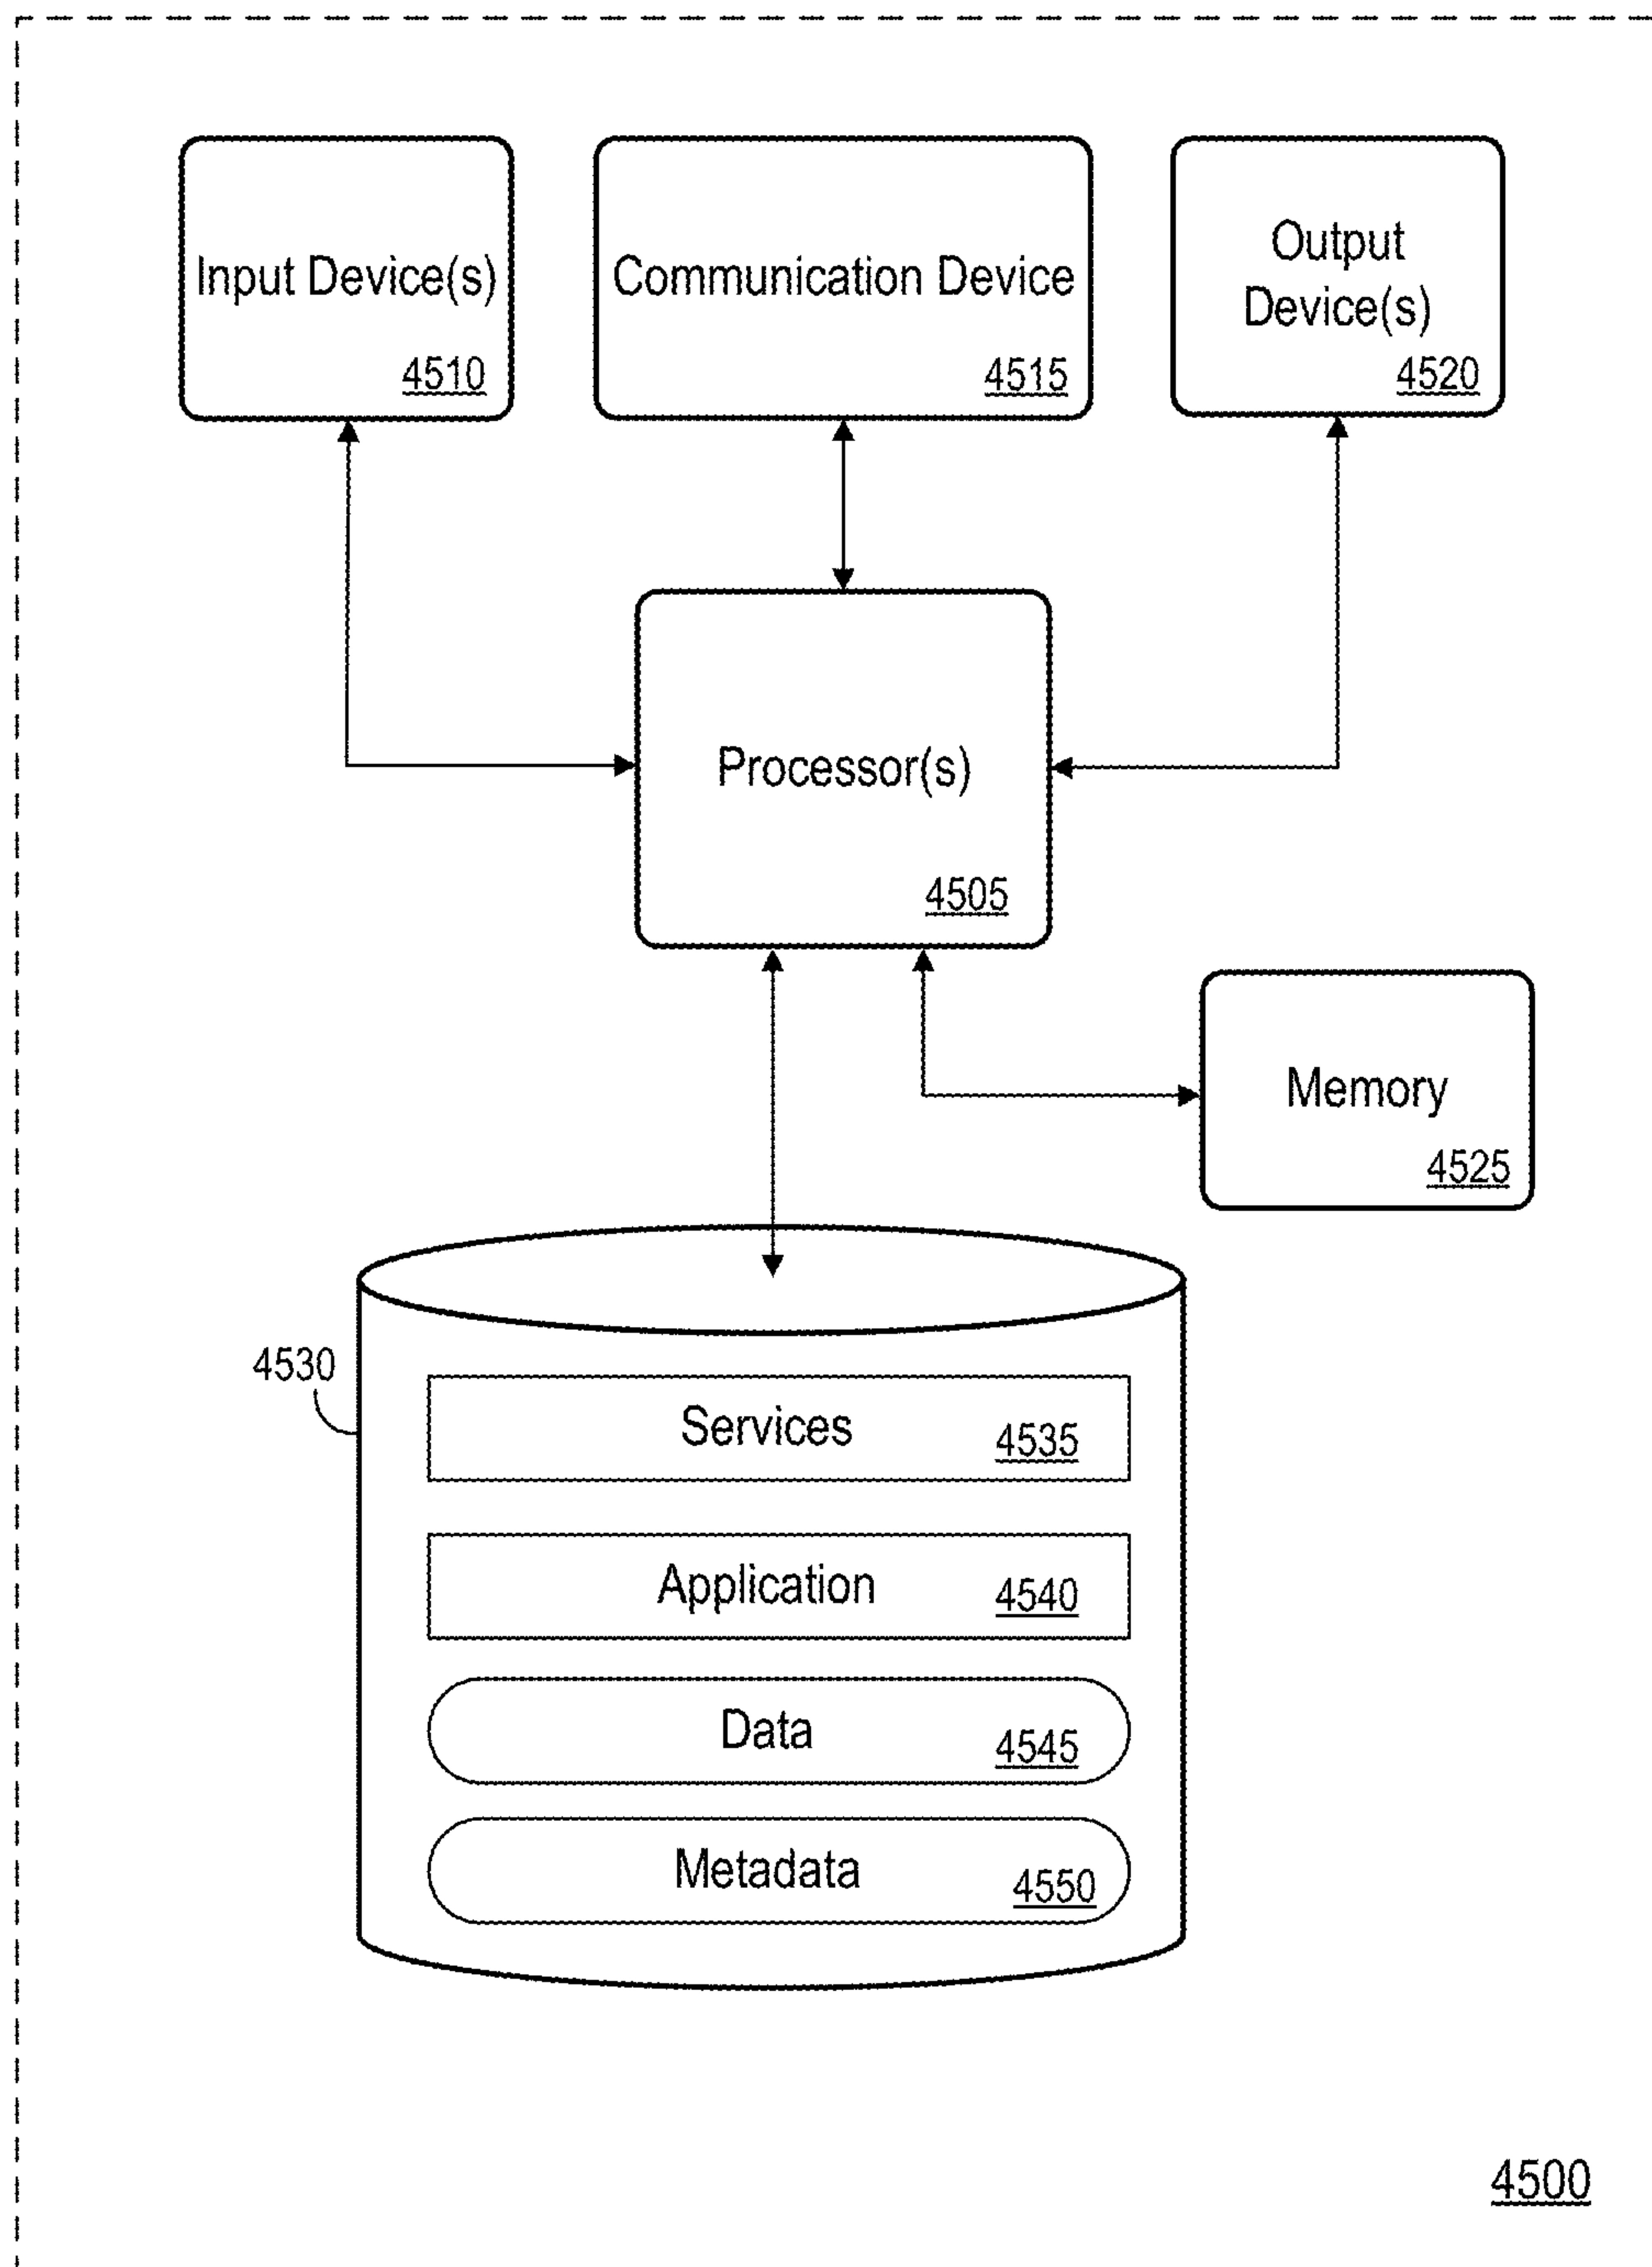 Input Device(s)
4510
Communication Device
4515
Output
Device(s)
4520
Processor(s)
4505
Memory
4525
4530
Services 4535
Application 4540
Data 4545
Metadata 4550
4500